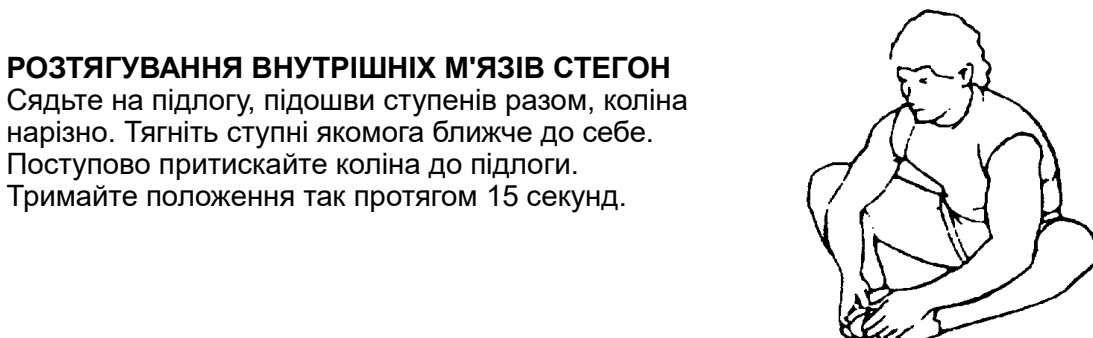 РОЗТЯГУВАННЯ ВНУТРІШНІХ М'ЯЗІВ СТЕГОН
Сядьте на підлогу, підошви ступенів разом, коліна
нарізно. Тягніть ступні якомога ближче до себе.
Поступово притискайте коліна до підлоги.
Тримайте положення так протягом 15 секунд.